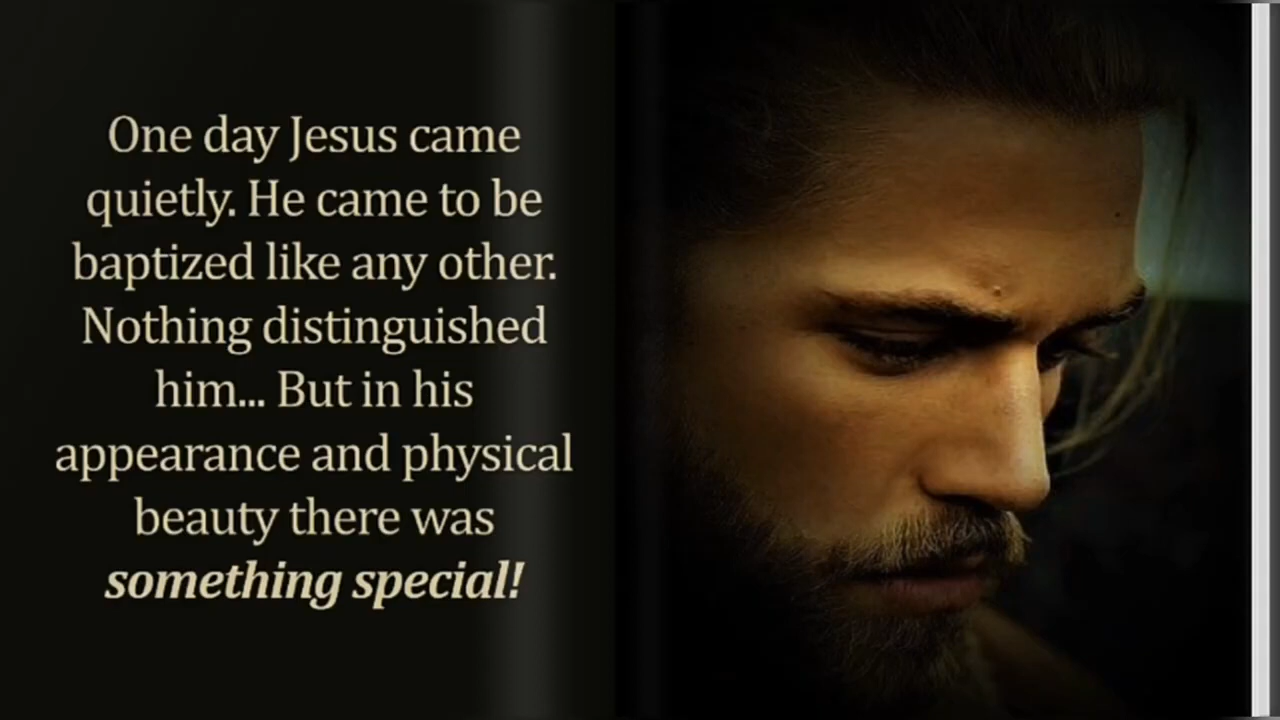 One day Jesus came
quietly. He came to be
baptized like any other.
Nothing distinguished
him... But in his
appearance and physical
beauty there was
something special!